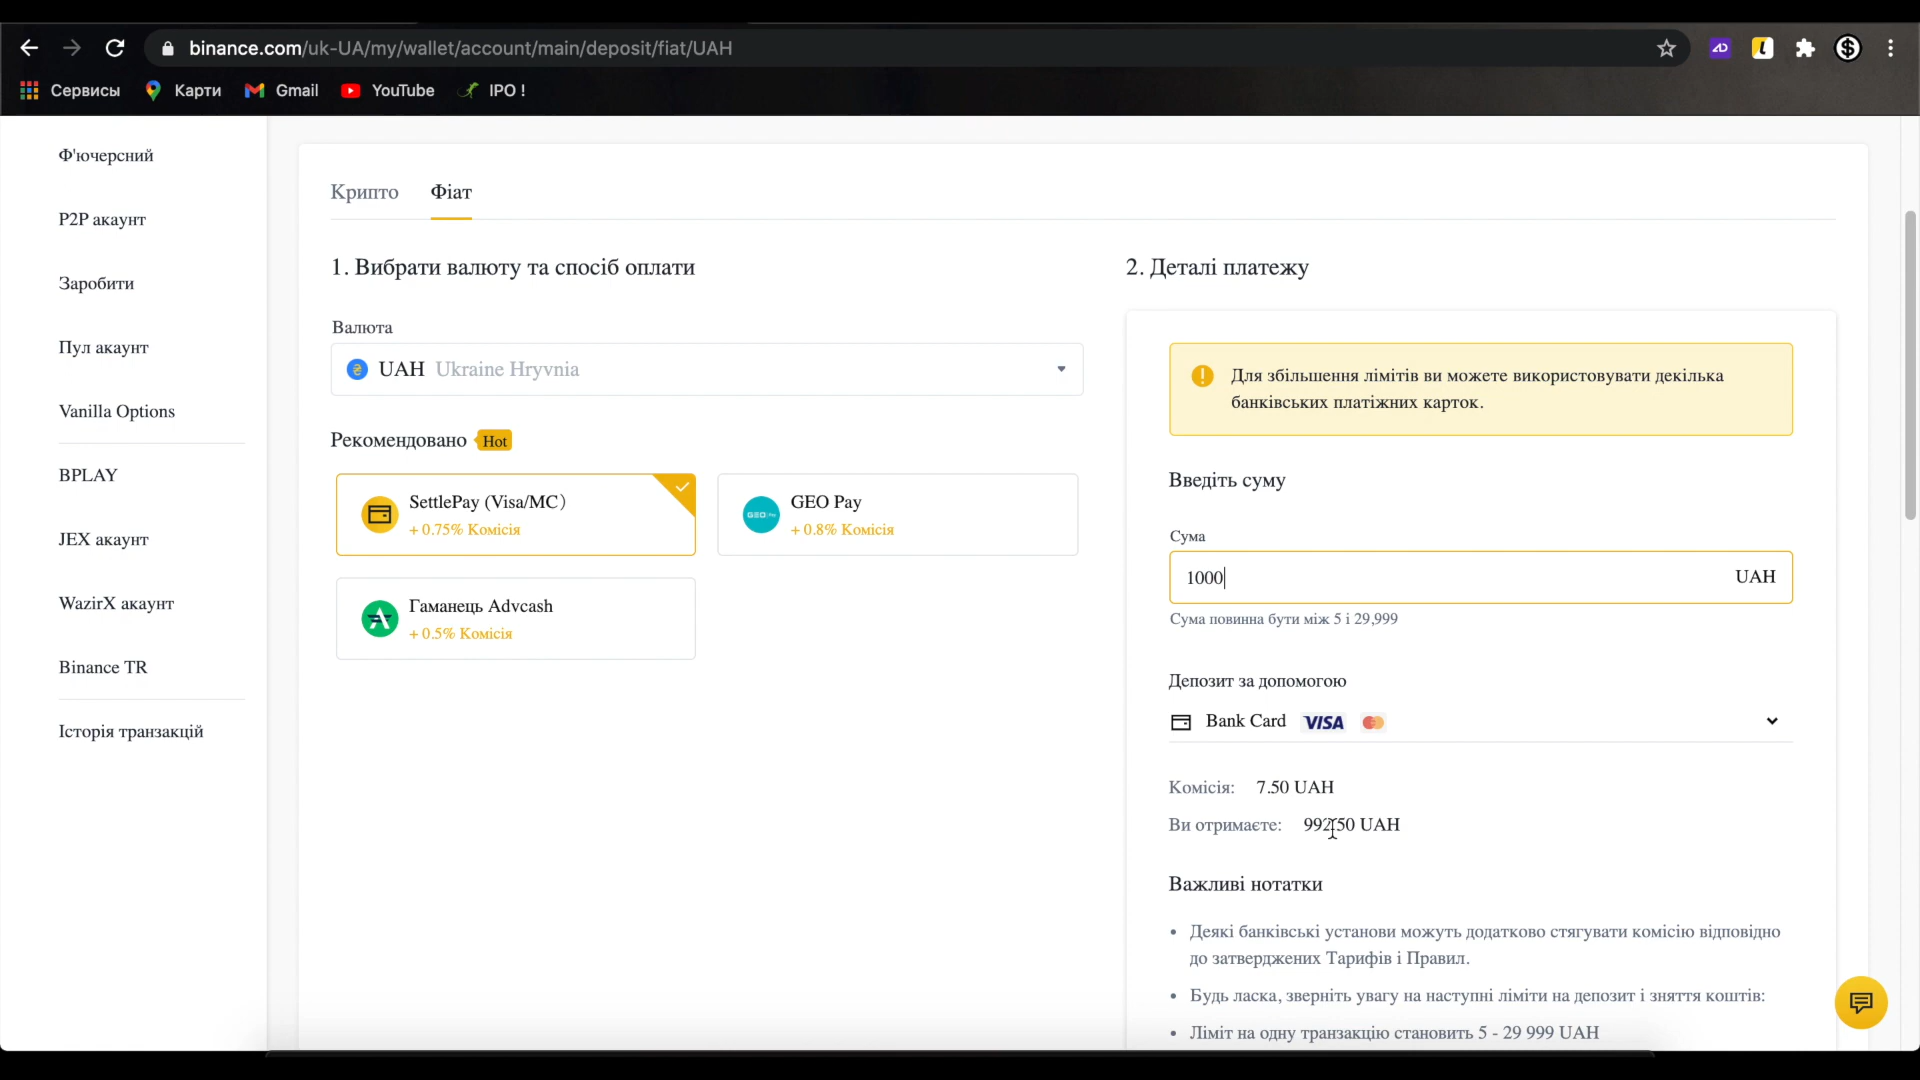 binance.com/uk-UA/my/wallet/account/main/deposit/fiat/UAH
Сервисы
Карти
Gmail
YouTube
IPO !
Ф'ючерсний
P2P акаунт
Заробити
Пул акаунт
Vanilla Options
BPLAY
JEX акаунт
WazirX акаунт
Binance TR
Історія транзакцій
Крипто
Фіат
1. Вибрати валюту та спосіб оплати
Валюта
UAH Ukraine Hryvnia
Рекомендовано Hot
SettlePay (Visa/MC）
+ 0.75% Комісія
GEO Pay
+ 0.8% Комісія
Гаманець Advcash
+ 0.5% Комісія
2. Деталі платежу
Для збільшення лімітів ви можете використовувати декілька
банківських платіжних карток.
Введіть суму
Сума
1000
UAH
Сума повинна бути між 5 і 29,999
Депозит за допомогою
Bank Card VISA
Комісія: 7.50 UAH
Ви отримаєте: 992.50 UAH
Важливі нотатки
• Деякі банківські установи можуть додатково стягувати комісію відповідно
до затверджених Тарифів і Правил.
• Будь ласка, зверніть увагу на наступні ліміти на депозит і зняття коштів:
• Ліміт на одну транзакцію становить 5 - 29 999 UAH